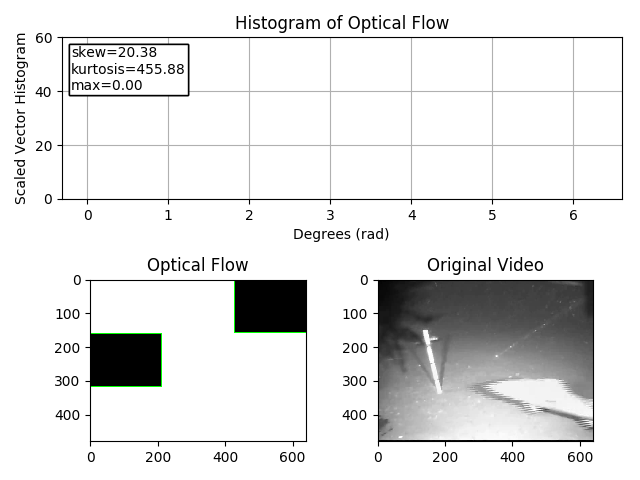 Histogram of Optical Flow
skew=20.38
kurtosis=455.88
max=0.00
Scaled Vector Histogram
60
40
20
0
0 1 2 3 4 5 6
Degrees (rad)
Optical Flow
0
100
200
300
400
0 200 400 600
Original Video
0
100
200
300
400
0 200 400 600